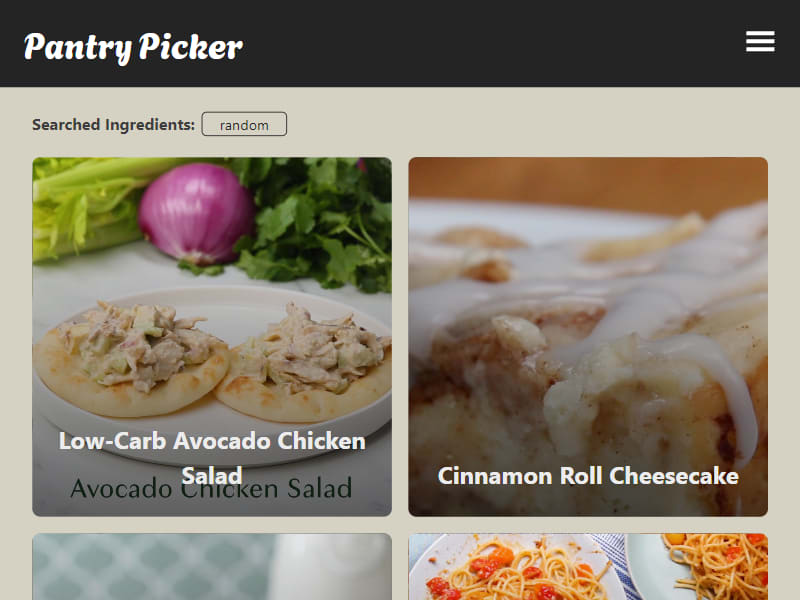 Pantry Picker
Searched Ingredients: random
Low-Carb Avocado Chicken
Salad
Avocado Chicken Salad
Cinnamon Roll Cheesecake